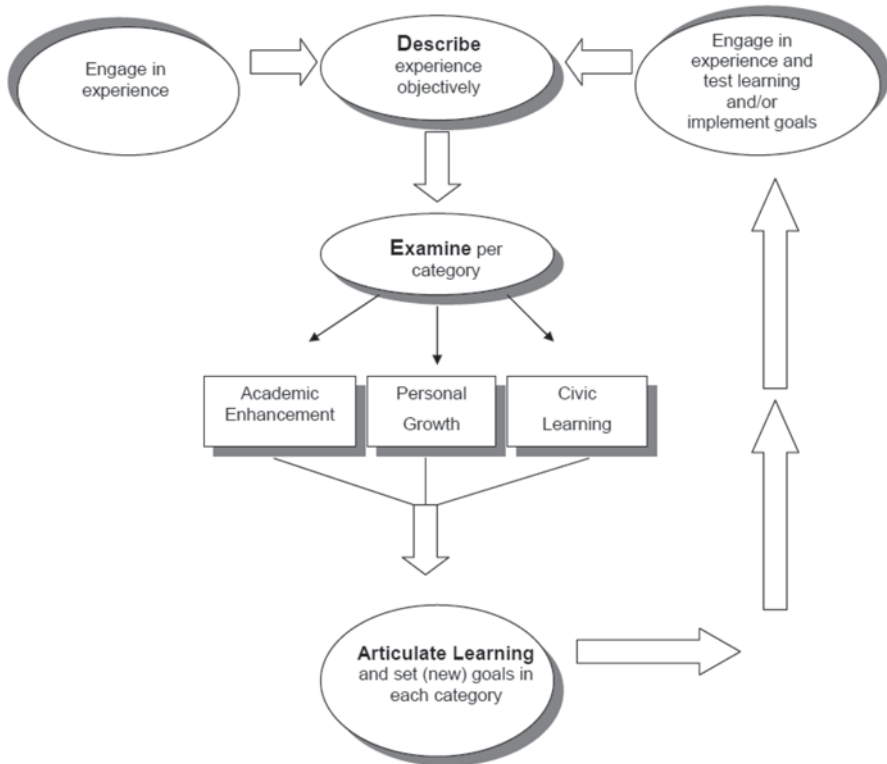 Engage in
experience
Describe
experience
objectively
Engage in
experience and
test learning
and/or
implement goals
Examine per
category
Academic
Enhancement
Personal
Growth
Civic
Learning
Articulate Learning
and set (new) goals in
each category